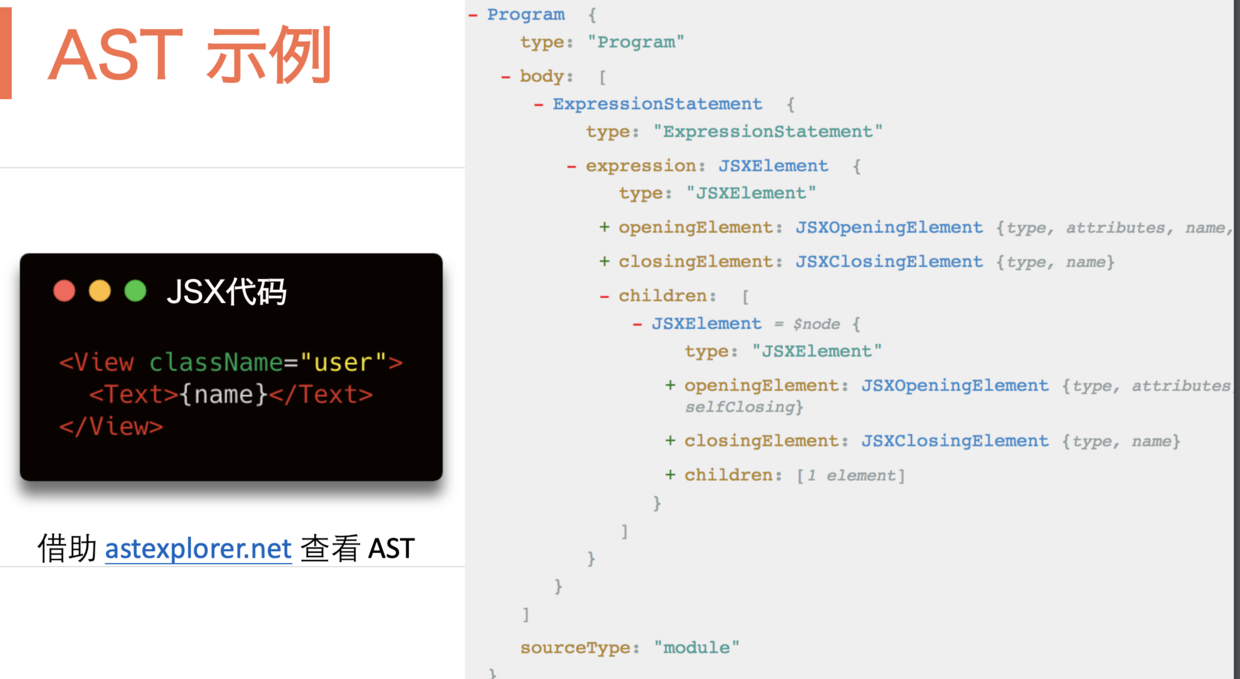 AST 示例
JSX代码
<View className="user">
<Text>{name}</Text>
</View>
借助 astexplorer.net 查看 AST
- Program {
type: "Program"
- body: [
- ExpressionStatement {
type: "ExpressionStatement"
- expression: JSXElement {
type: "JSXElement"
+ openingElement: JSXOpeningElement {type, attributes, name,
+ closingElement: JSXClosingElement {type, name}
- children: [
- JSXElement = $node {
type: "JSXElement"
+ openingElement: JSXOpeningElement {type, attributes,
selfClosing}
+ closingElement: JSXClosingElement {type, name}
+ children: [1 element]
}
]
}
}
]
sourceType: "module"
}